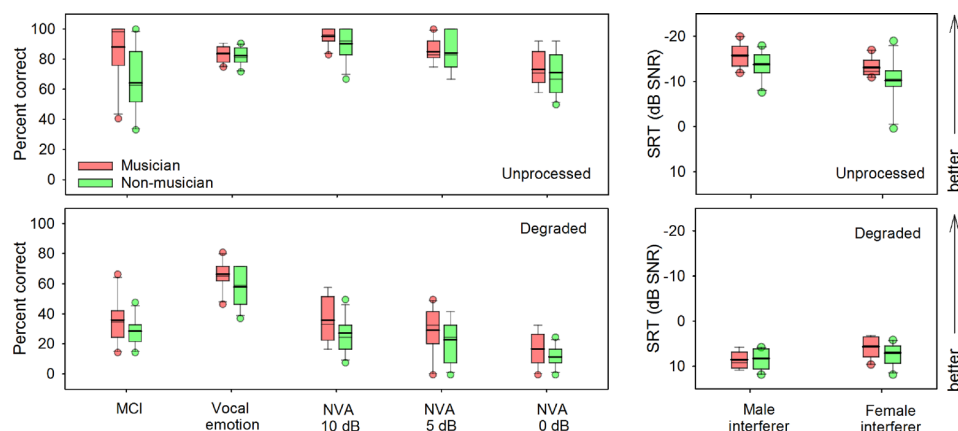 Percent correct
100
80
60
40
20
0
Musician
Non-musician
Unprocessed
SRT (dB SNR)
-20
-10
0
10
Unprocessed
better
Percent correct
100
80
60
40
20
0
Degraded
MCI
Vocal
emotion
NVA
10 dB
NVA
5 dB
NVA
0 dB
SRT (dB SNR)
-20
-10
0
10
Degraded
Male
interferer
Female
interferer
better